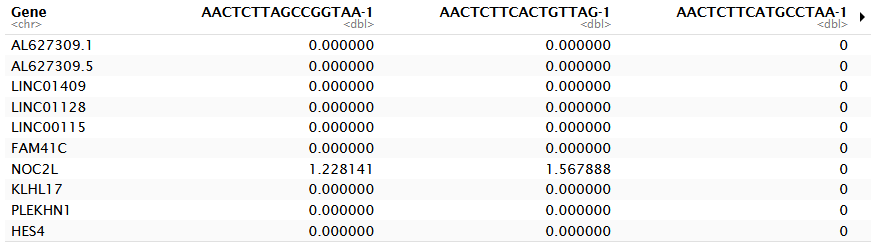 Gene AACTCTTAGCCGGTAA-1 AACTCTTCACTGTTAG-1 AACTCTTCATGCCTAA-1
<chr> <dbl> <dbl> <dbl>
AL627309.1 0.000000 0.000000 0
AL627309.5 0.000000 0.000000 0
LINC01409 0.000000 0.000000 0
LINC01128 0.000000 0.000000 0
LINC00115 0.000000 0.000000 0
FAM41C 0.000000 0.000000 0
NOC2L 1.228141 1.567888 0
KLHL17 0.000000 0.000000 0
PLEKHN1 0.000000 0.000000 0
HES4 0.000000 0.000000 0